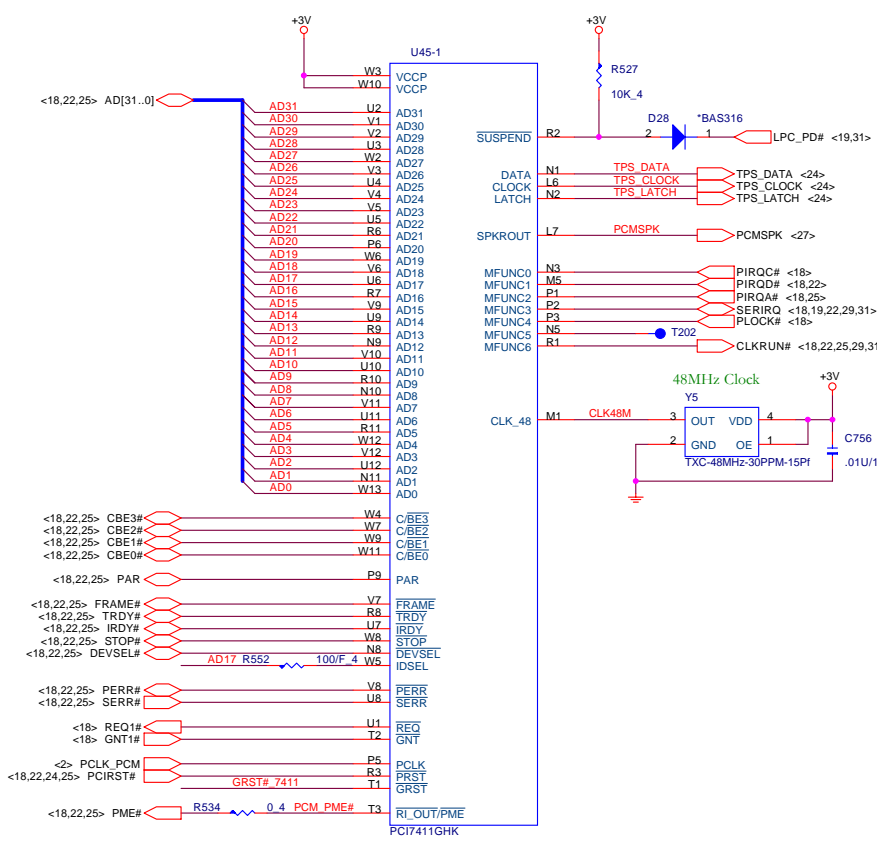 +3V +3V
U45-1
W3 VCCP
W10 VCCP
R527
10K_4
<18,22,25> AD[31..0]
AD31 U2 AD31
AD30 V1 AD30
AD29 V2 AD29
AD28 U3 AD28
AD27 W2 AD27
AD26 V3 AD26
AD25 U4 AD25
AD24 V4 AD24
AD23 V5 AD23
AD22 U5 AD22
AD21 R6 AD21
AD20 P6 AD20
AD19 W6 AD19
AD18 V6 AD18
AD17 U6 AD17
AD16 R7 AD16
AD15 V9 AD15
AD14 U9 AD14
AD13 R9 AD13
AD12 N9 AD12
AD11 V10 AD11
AD10 U10 AD10
AD9 R10 AD9
AD8 N10 AD8
AD7 V11 AD7
AD6 U11 AD6
AD5 R11 AD5
AD4 W12 AD4
AD3 V12 AD3
AD2 U12 AD2
AD1 N11 AD1
AD0 W13 AD0
<18,22,25> CBE3# W4 C/BE3
<18,22,25> CBE2# W7 C/BE2
<18,22,25> CBE1# W9 C/BE1
<18,22,25> CBE0# W11 C/BE0
<18,22,25> PAR P9 PAR
<18,22,25> FRAME# V7 FRAME
<18,22,25> TRDY# R8 TRDY
<18,22,25> IRDY# U7 IRDY
<18,22,25> STOP# W8 STOP
<18,22,25> DEVSEL# N8 DEVSEL
AD17 R552 100/F_4 W5 IDSEL
<18,22,25> PERR# V8 PERR
<18,22,25> SERR# U8 SERR
<18> REQ1# U1 REQ
<18> GNT1# T2 GNT
<2> PCLK_PCM P5 PCLK
<18,22,24,25> PCIRST# R3 PRST
GRST#_7411 T1 GRST
<18,22,25> PME# R534 0_4 PCM_PME# T3 RI_OUT/PME
PCI7411GHK
D28 *BAS316
SUSPEND R2 2 1 LPC_PD# <19,31>
DATA N1 TPS_DATA TPS_DATA <24>
CLOCK L6 TPS_CLOCK TPS_CLOCK <24>
LATCH N2 TPS_LATCH TPS_LATCH <24>
SPKROUT L7 PCMSPK PCMSPK <27>
MFUNC0 N3 PIRQC# <18>
MFUNC1 M5 PIRQD# <18,22>
MFUNC2 P1 PIRQA# <18,25>
MFUNC3 P2 SERIRQ <18,19,22,29,31>
MFUNC4 P3 PLOCK# <18>
MFUNC5 N5 T202
MFUNC6 R1 CLKRUN# <18,22,25,29,31
48MHz Clock +3V
Y5
CLK_48 M1 CLK48M 3 OUT VDD 4
2 GND OE 1
TXC-48MHz-30PPM-15Pf
C756
.01U/1